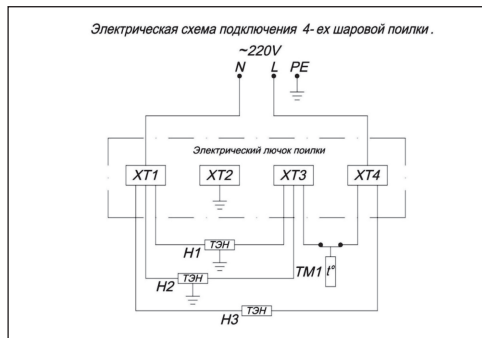 Электрическая схема подключения 4- ех шаровой поилки .
~220V
N L PE
Электрический лючок поилки
XT1 XT2 XT3 XT4
H1 ТЭН
TM1 t°
H2 ТЭН
H3 ТЭН